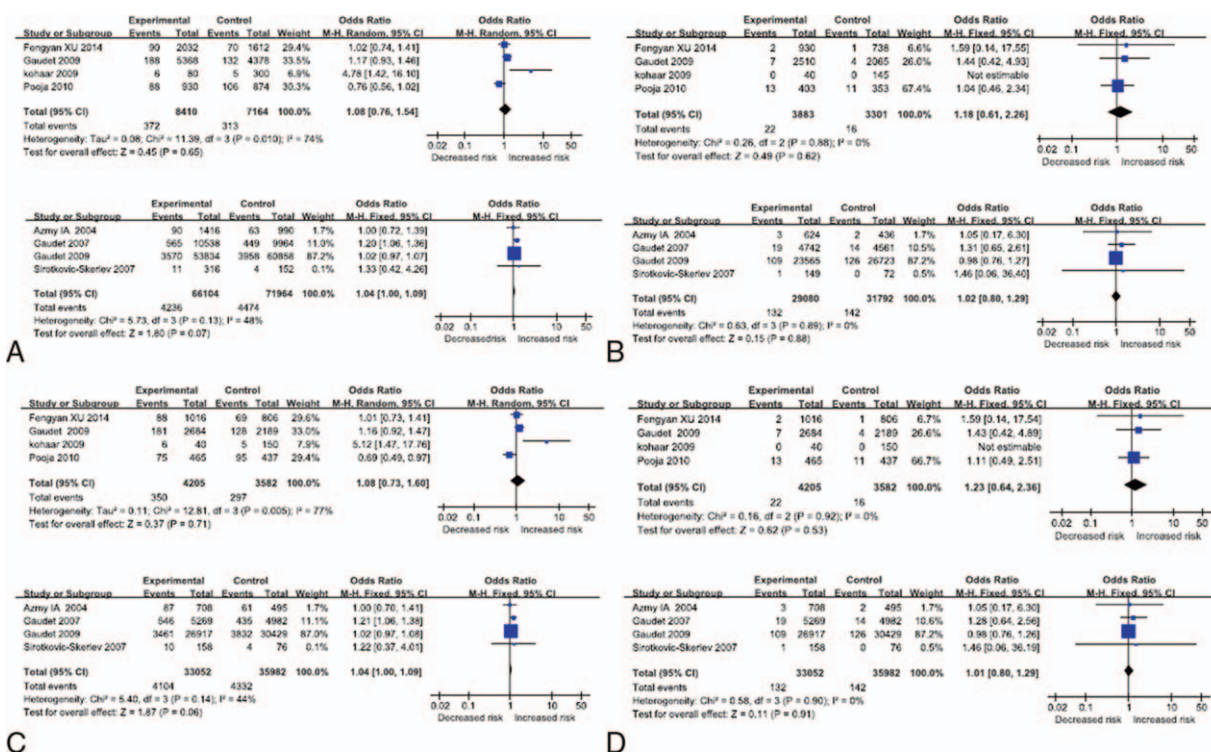 Experimental Control Odds Ratio Odds Ratio
Study or Subgroup Events Total Events Total Weight M-H. Random, 95% CI M-H. Random, 95% CI
Fengyan XU 2014 90 2032 70 1612 29.4% 1.02 [0.74, 1.41]
Gaudet 2009 188 5368 132 4378 33.5% 1.17 [0.93, 1.46]
kohaar 2009 6 80 5 300 6.9% 4.78 [1.42, 16.10]
Pooja 2010 88 930 106 874 30.3% 0.76 [0.56, 1.02]
Total (95% CI) 8410 7164 100.0% 1.08 [0.76, 1.54]
Total events 372 313
Heterogeneity: Tau² = 0.08; Chi² = 11.39, df = 3 (P = 0.010); I² = 74%
Test for overall effect: Z = 0.45 (P = 0.65)
0.02 0.1 1 10 50
Decreased risk Increased risk
Experimental Control Odds Ratio Odds Ratio
Study or Subgroup Events Total Events Total Weight M-H. Fixed, 95% CI M-H. Fixed, 95% CI
Azmy IA 2004 90 1416 63 990 1.7% 1.00 [0.72, 1.39]
Gaudet 2007 565 10538 449 9964 11.0% 1.20 [1.06, 1.36]
Gaudet 2009 3570 53834 3958 60858 87.2% 1.02 [0.97, 1.07]
Sirotkovic-Skerlev 2007 11 316 4 152 0.1% 1.33 [0.42, 4.26]
Total (95% CI) 66104 71964 100.0% 1.04 [1.00, 1.09]
Total events 4236 4474
Heterogeneity: Chi² = 5.73, df = 3 (P = 0.13); I² = 48%
Test for overall effect: Z = 1.80 (P = 0.07)
0.02 0.1 1 10 50
Decreased risk Increased risk
A
Experimental Control Odds Ratio Odds Ratio
Study or Subgroup Events Total Events Total Weight M-H. Fixed, 95% CI M-H. Fixed, 95% CI
Fengyan XU 2014 2 930 1 738 6.6% 1.59 [0.14, 17.55]
Gaudet 2009 7 2510 4 2065 26.0% 1.44 [0.42, 4.93]
kohaar 2009 0 40 0 145 Not estimable
Pooja 2010 13 403 11 353 67.4% 1.04 [0.46, 2.34]
Total (95% CI) 3883 3301 100.0% 1.18 [0.61, 2.26]
Total events 22 16
Heterogeneity: Chi² = 0.26, df = 2 (P = 0.88); I² = 0%
Test for overall effect: Z = 0.49 (P = 0.62)
0.02 0.1 1 10 50
Decreased risk Increased risk
Experimental Control Odds Ratio Odds Ratio
Study or Subgroup Events Total Events Total Weight M-H. Fixed, 95% CI M-H. Fixed, 95% CI
Azmy IA 2004 3 624 2 436 1.7% 1.05 [0.17, 6.30]
Gaudet 2007 19 4742 14 4561 10.5% 1.31 [0.65, 2.61]
Gaudet 2009 109 23565 126 26723 87.2% 0.98 [0.76, 1.27]
Sirotkovic-Skerlev 2007 1 149 0 72 0.5% 1.46 [0.06, 36.40]
Total (95% CI) 29080 31792 100.0% 1.02 [0.80, 1.29]
Total events 132 142
Heterogeneity: Chi² = 0.63, df = 3 (P = 0.89); I² = 0%
Test for overall effect: Z = 0.15 (P = 0.88)
0.02 0.1 1 10 50
Decreased risk Increased risk
B
Experimental Control Odds Ratio Odds Ratio
Study or Subgroup Events Total Events Total Weight M-H. Random, 95% CI M-H. Random, 95% CI
Fengyan XU 2014 88 1016 69 806 29.6% 1.01 [0.73, 1.41]
Gaudet 2009 181 2684 128 2189 33.0% 1.16 [0.92, 1.47]
kohaar 2009 6 40 5 150 7.9% 5.12 [1.47, 17.76]
Pooja 2010 75 465 95 437 29.4% 0.69 [0.49, 0.97]
Total (95% CI) 4205 3582 100.0% 1.08 [0.73, 1.60]
Total events 350 297
Heterogeneity: Tau² = 0.11; Chi² = 12.81, df = 3 (P = 0.005); I² = 77%
Test for overall effect: Z = 0.37 (P = 0.71)
0.02 0.1 1 10 50
Decreased risk Increased risk
Experimental Control Odds Ratio Odds Ratio
Study or Subgroup Events Total Events Total Weight M-H. Fixed, 95% CI M-H. Fixed, 95% CI
Azmy IA 2004 87 708 61 495 1.7% 1.00 [0.70, 1.41]
Gaudet 2007 546 5269 435 4982 11.1% 1.21 [1.06, 1.38]
Gaudet 2009 3461 26917 3832 30429 87.0% 1.02 [0.97, 1.08]
Sirotkovic-Skerlev 2007 10 158 4 76 0.2% 1.22 [0.37, 4.01]
Total (95% CI) 33052 35982 100.0% 1.04 [1.00, 1.09]
Total events 4104 4332
Heterogeneity: Chi² = 5.40, df = 3 (P = 0.14); I² = 44%
Test for overall effect: Z = 1.87 (P = 0.06)
0.02 0.1 1 10 50
Decreased risk Increased risk
C
Experimental Control Odds Ratio Odds Ratio
Study or Subgroup Events Total Events Total Weight M-H. Fixed, 95% CI M-H. Fixed, 95% CI
Fengyan XU 2014 2 1016 1 806 6.7% 1.59 [0.14, 17.54]
Gaudet 2009 7 2684 4 2189 26.6% 1.43 [0.42, 4.89]
kohaar 2009 0 40 0 150 Not estimable
Pooja 2010 13 465 11 437 66.7% 1.11 [0.49, 2.51]
Total (95% CI) 4205 3582 100.0% 1.23 [0.64, 2.36]
Total events 22 16
Heterogeneity: Chi² = 0.16, df = 2 (P = 0.92); I² = 0%
Test for overall effect: Z = 0.62 (P = 0.53)
0.02 0.1 1 10 50
Decreased risk Increased risk
Experimental Control Odds Ratio Odds Ratio
Study or Subgroup Events Total Events Total Weight M-H. Fixed, 95% CI M-H. Fixed, 95% CI
Azmy IA 2004 3 708 2 495 1.7% 1.05 [0.17, 6.30]
Gaudet 2007 19 5269 14 4982 10.6% 1.28 [0.64, 2.56]
Gaudet 2009 109 26917 126 30429 87.2% 0.98 [0.76, 1.26]
Sirotkovic-Skerlev 2007 1 158 0 76 0.5% 1.46 [0.06, 36.19]
Total (95% CI) 33052 35982 100.0% 1.01 [0.80, 1.29]
Total events 132 142
Heterogeneity: Chi² = 0.58, df = 3 (P = 0.90); I² = 0%
Test for overall effect: Z = 0.11 (P = 0.91)
0.02 0.1 1 10 50
Decreased risk Increased risk
D